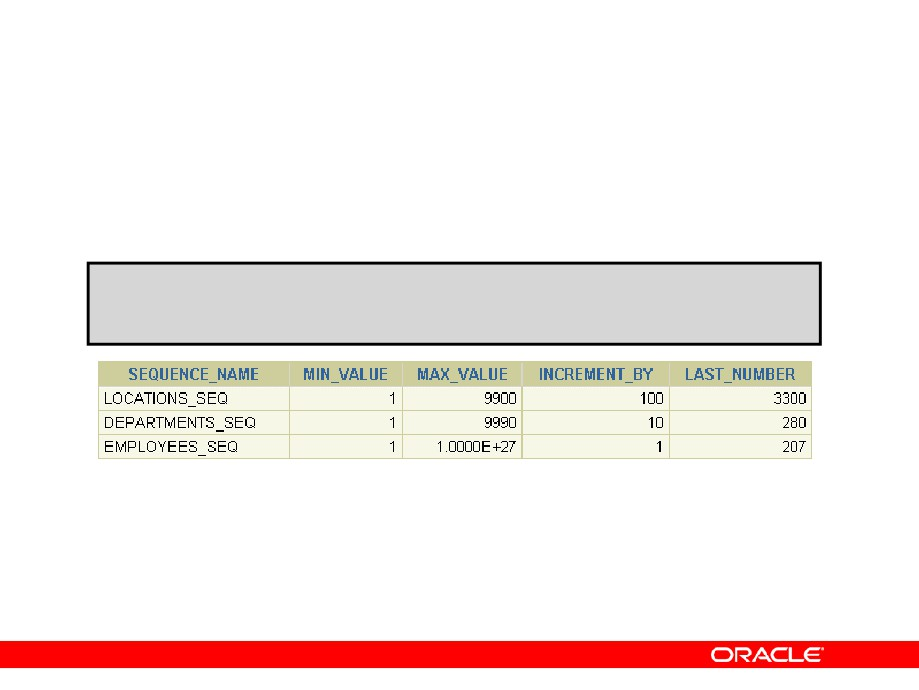 SEQUENCE_NAME MIN_VALUE MAX_VALUE INCREMENT_BY LAST_NUMBER
LOCATIONS_SEQ 1 9900 100 3300
DEPARTMENTS_SEQ 1 9990 10 280
EMPLOYEES_SEQ 1 1.0000E+27 1 207
ORACLE